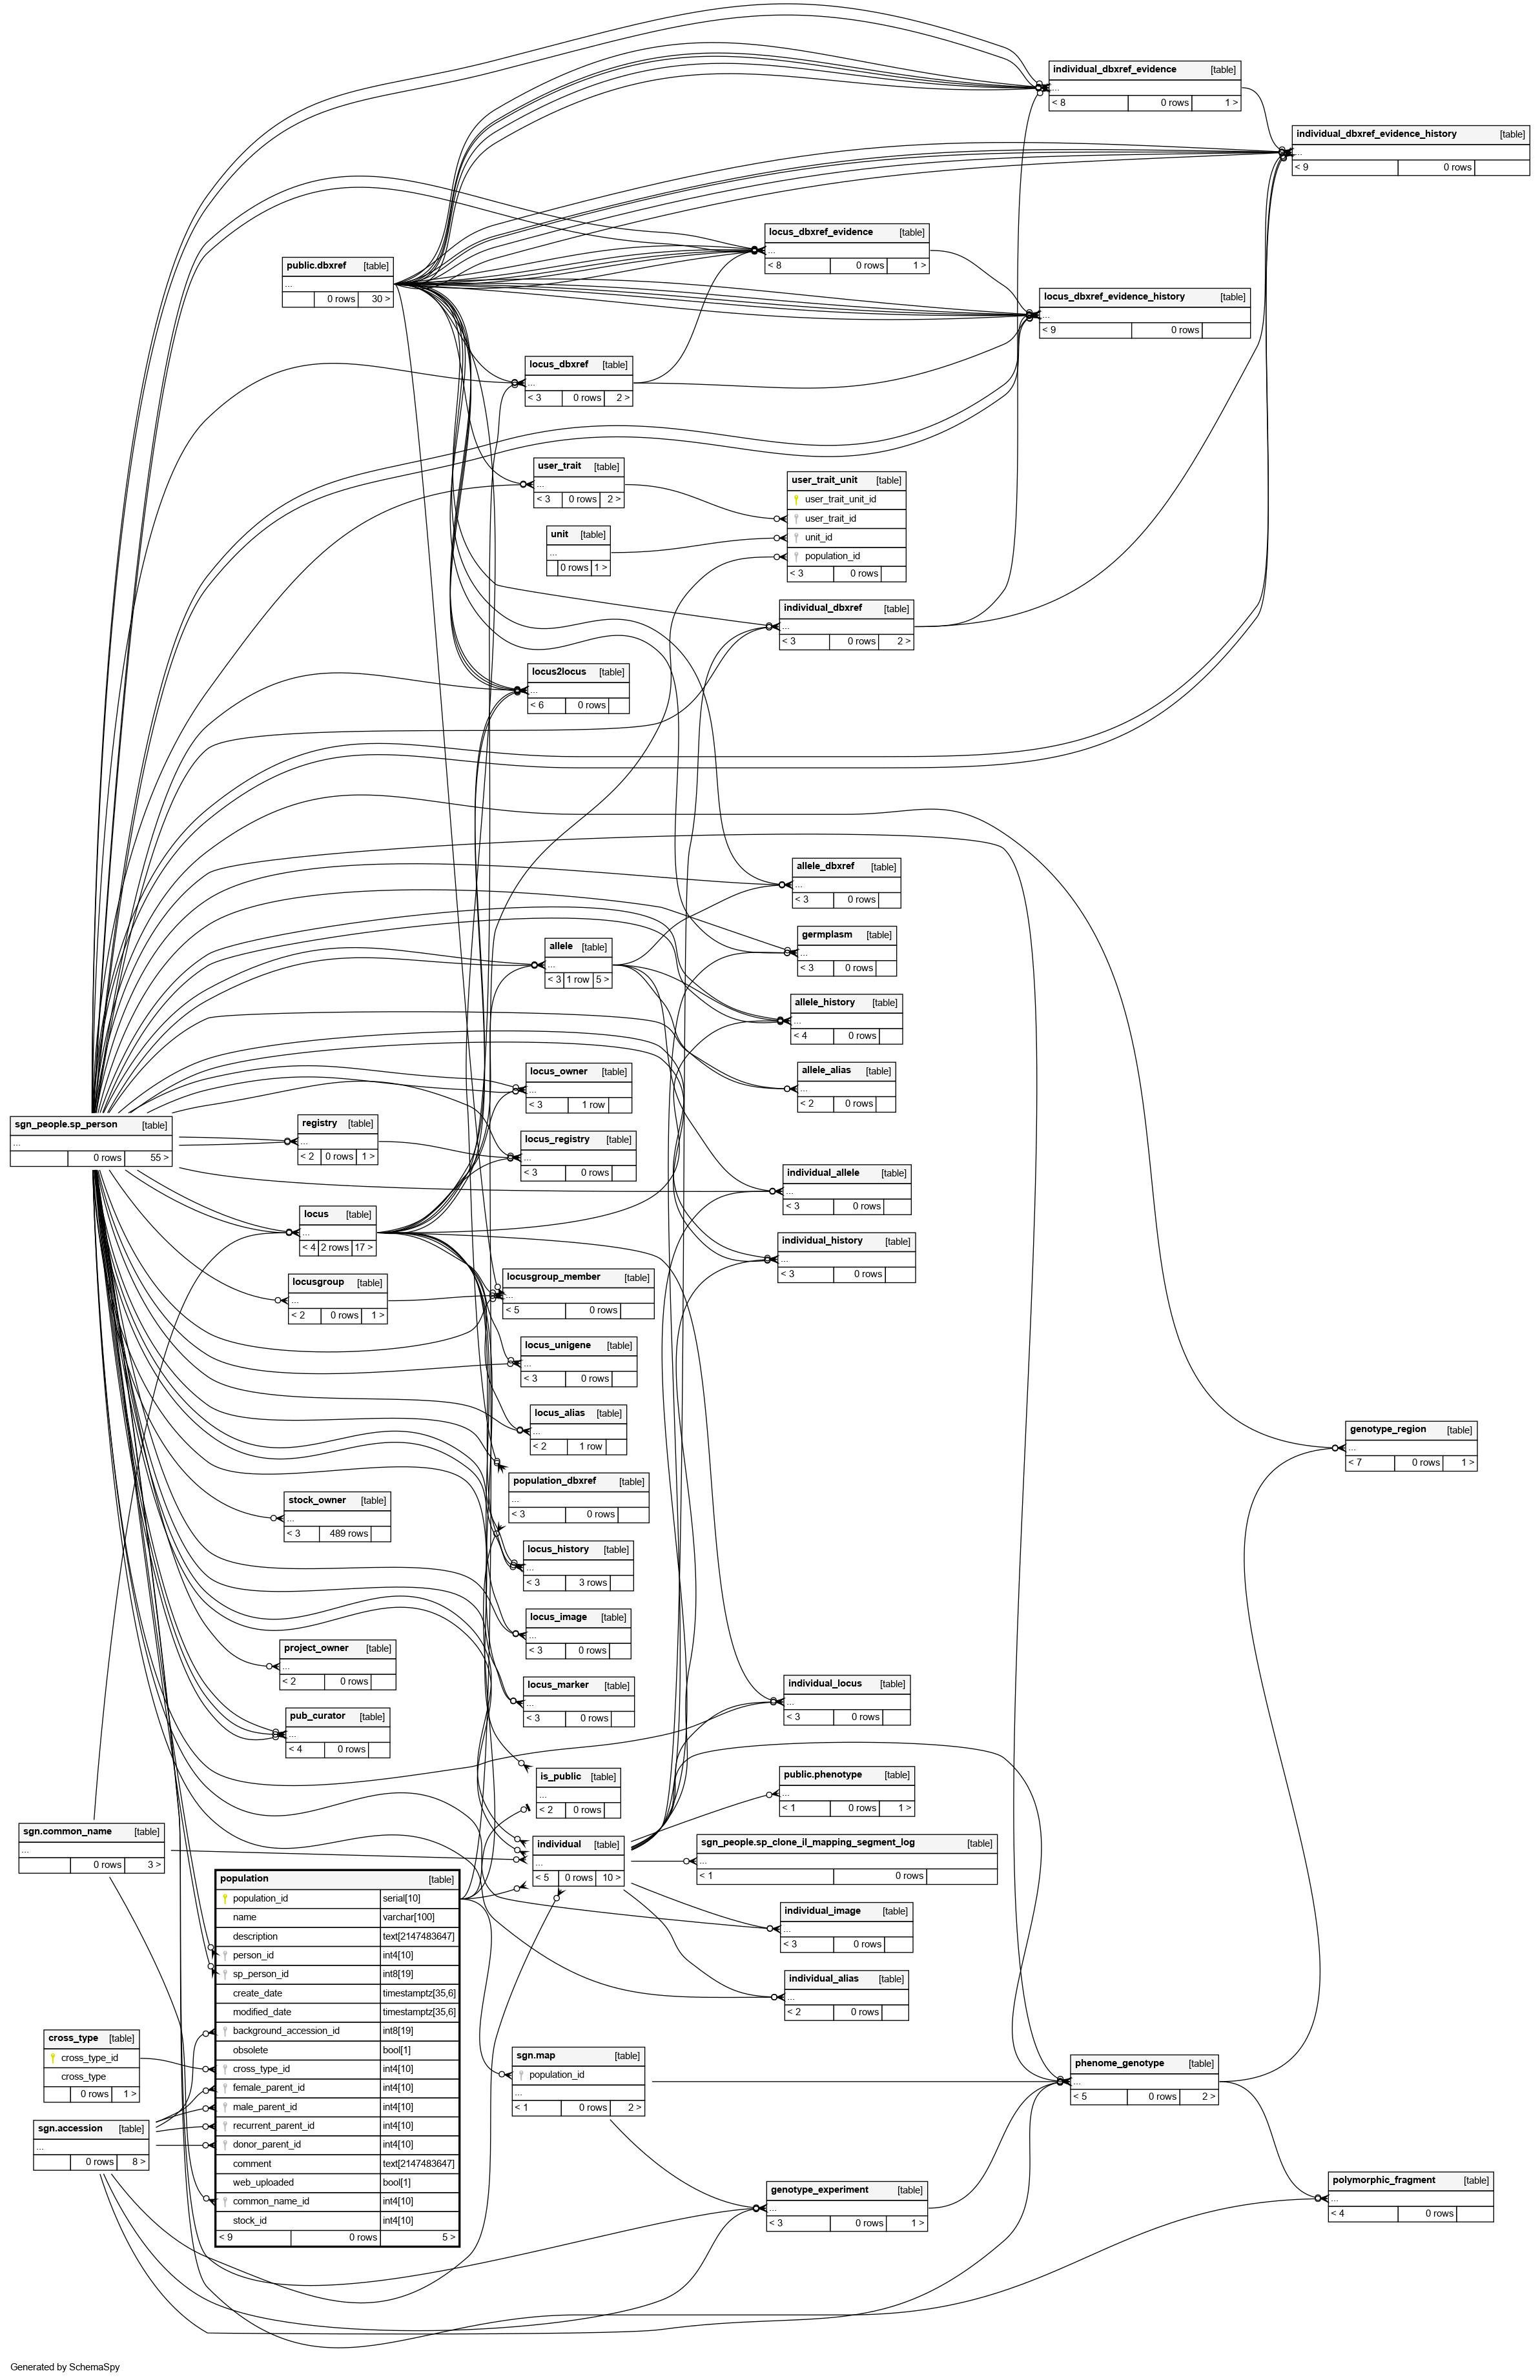 individual_dbxref_evidence [table]
...
< 8 0 rows 1 >
individual_dbxref_evidence_history [table]
...
< 9 0 rows
locus_dbxref_evidence [table]
...
< 8 0 rows 1 >
public.dbxref [table]
...
0 rows 30 >
locus_dbxref_evidence_history [table]
...
< 9 0 rows
locus_dbxref [table]
...
< 3 0 rows 2 >
user_trait [table]
...
< 3 0 rows 2 >
user_trait_unit [table]
user_trait_unit_id
user_trait_id
unit_id
population_id
< 3 0 rows
unit [table]
...
0 rows 1 >
individual_dbxref [table]
...
< 3 0 rows 2 >
locus2locus [table]
...
< 6 0 rows
allele_dbxref [table]
...
< 3 0 rows
germplasm [table]
...
< 3 0 rows
allele [table]
...
< 3 1 row 5 >
allele_history [table]
...
< 4 0 rows
allele_alias [table]
...
< 2 0 rows
locus_owner [table]
...
< 3 1 row
sgn_people.sp_person [table]
...
0 rows 55 >
registry [table]
...
< 2 0 rows 1 >
locus_registry [table]
...
< 3 0 rows
individual_allele [table]
...
< 3 0 rows
locus [table]
...
< 4 2 rows 17 >
individual_history [table]
...
< 3 0 rows
locusgroup [table]
...
< 2 0 rows 1 >
locusgroup_member [table]
...
< 5 0 rows
locus_unigene [table]
...
< 3 0 rows
locus_alias [table]
...
< 2 1 row
genotype_region [table]
...
< 7 0 rows 1 >
population_dbxref [table]
...
< 3 0 rows
stock_owner [table]
...
< 3 489 rows
locus_history [table]
...
< 3 3 rows
locus_image [table]
...
< 3 0 rows
project_owner [table]
...
< 2 0 rows
locus_marker [table]
...
< 3 0 rows
individual_locus [table]
...
< 3 0 rows
pub_curator [table]
...
< 4 0 rows
is_public [table]
...
< 2 0 rows
public.phenotype [table]
...
< 1 0 rows 1 >
sgn.common_name [table]
...
0 rows 3 >
individual [table]
...
< 5 0 rows 10 >
sgn_people.sp_clone_il_mapping_segment_log [table]
...
< 1 0 rows
population [table]
population_id serial[10]
name varchar[100]
description text[2147483647]
person_id int4[10]
sp_person_id int8[19]
create_date timestamptz[35,6]
modified_date timestamptz[35,6]
background_accession_id int8[19]
obsolete bool[1]
cross_type_id int4[10]
female_parent_id int4[10]
male_parent_id int4[10]
recurrent_parent_id int4[10]
donor_parent_id int4[10]
comment text[2147483647]
web_uploaded bool[1]
common_name_id int4[10]
stock_id int4[10]
< 9 0 rows 5 >
individual_image [table]
...
< 3 0 rows
individual_alias [table]
...
< 2 0 rows
cross_type [table]
cross_type_id
cross_type
0 rows 1 >
sgn.map [table]
population_id
...
< 1 0 rows 2 >
phenome_genotype [table]
...
< 5 0 rows 2 >
sgn.accession [table]
...
0 rows 8 >
genotype_experiment [table]
...
< 3 0 rows 1 >
polymorphic_fragment [table]
...
< 4 0 rows
Generated by SchemaSpy